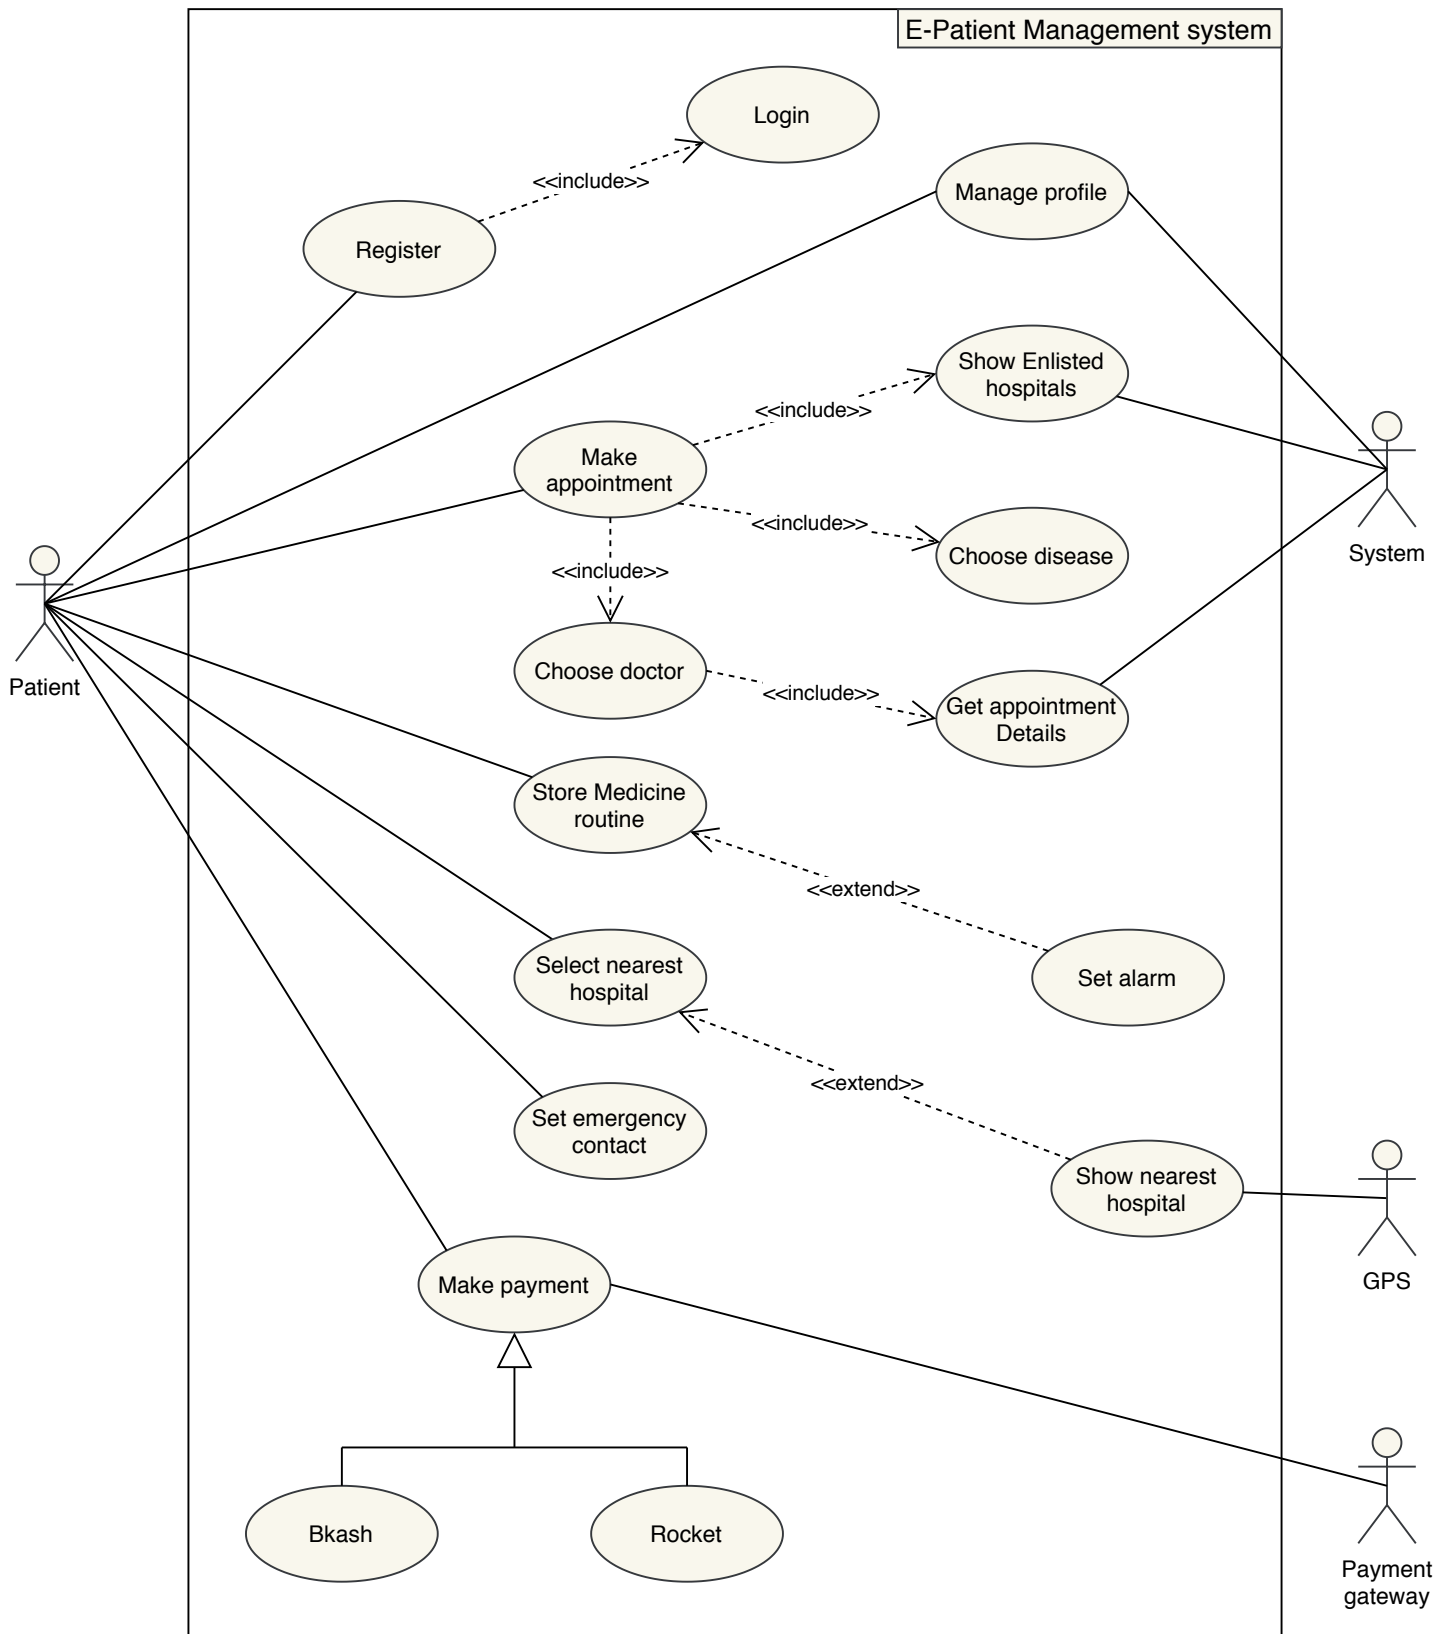 E-Patient Management system
Login
<<include>>
Manage profile
Register
Show Enlisted
hospitals
<<include>>
Make
appointment
<<include>>
Choose disease
System
<<include>>
Patient
Choose doctor
<<include>>
Get appointment
Details
Store Medicine
routine
<<extend>>
Select nearest
hospital
Set alarm
<<extend>>
Set emergency
contact
Show nearest
hospital
GPS
Make payment
Bkash
Rocket
Payment
gateway